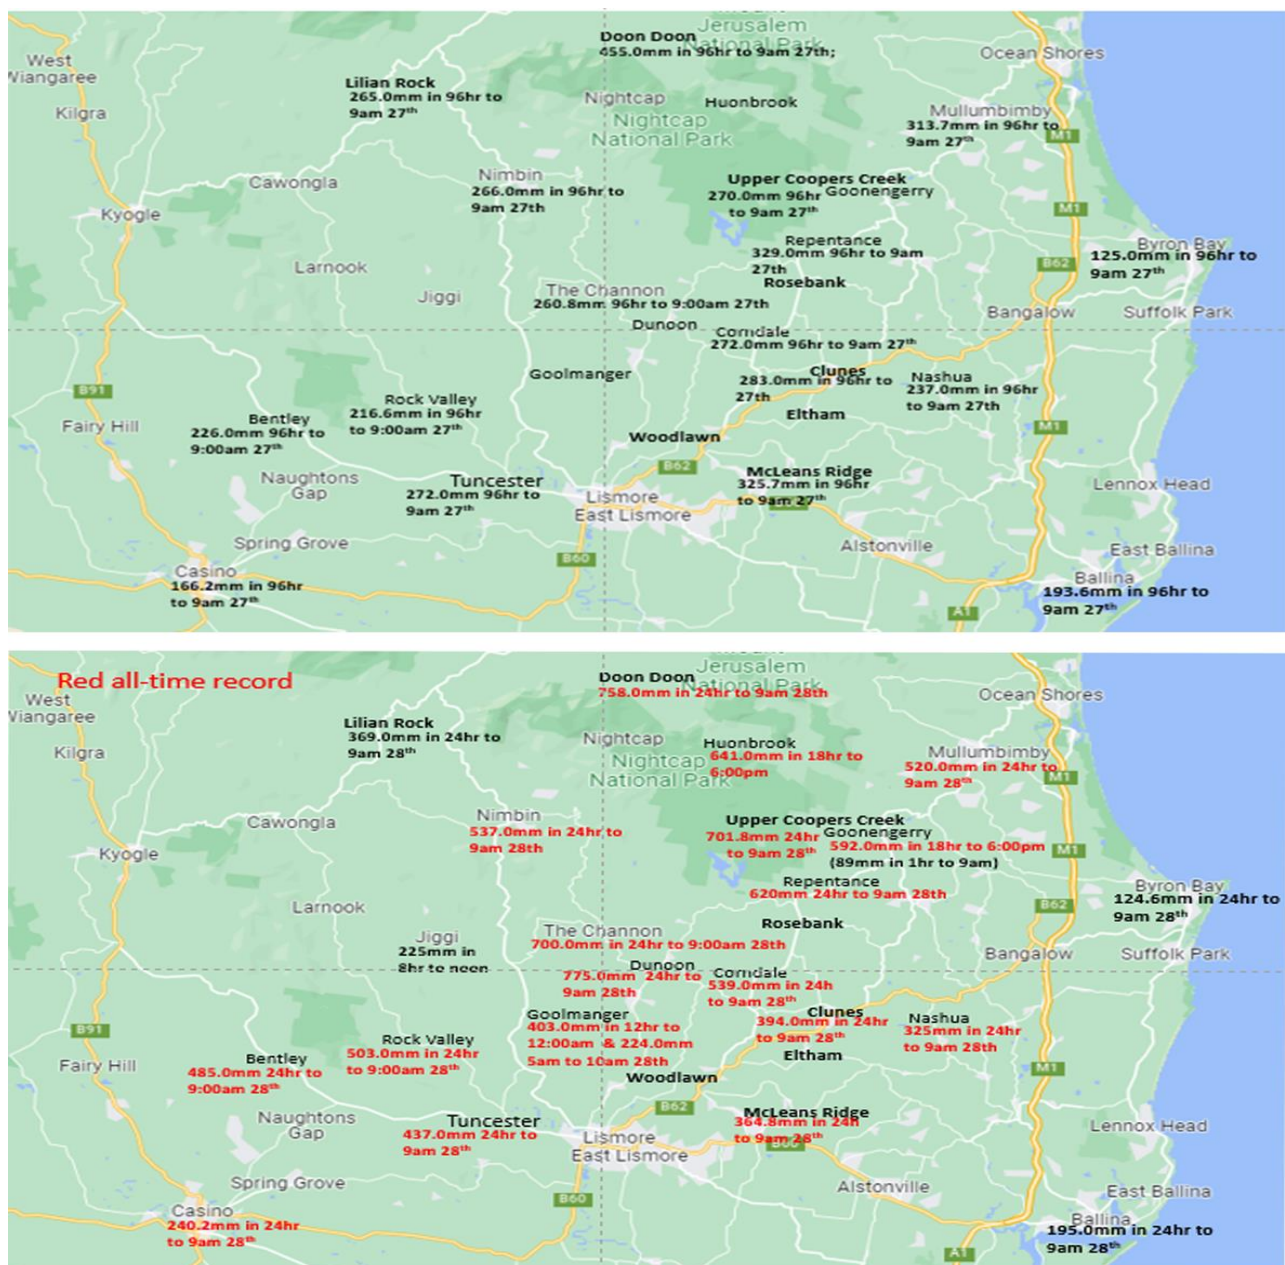 Mount
Jerusalem
National Park
Doon Doon
455.0mm in 96hr to 9am 27th;
Ocean Shores
West
Wiangaree
Lilian Rock
265.0mm in 96hr to
9am 27th
Kilgra
Nightcap
Nightcap
National Park
Huonbrook
Mullumbimby
313.7mm in 96hr to
9am 27th
M1
Cawongla
Nimbin
266.0mm in 96hr to
9am 27th
Upper Coopers Creek
270.0mm 96hr
to 9am 27th
Goonengerry
Kyogle
M1
Repentance
329.0mm 96hr to 9am
27th
Rosebank
Byron Bay
125.0mm in 96hr to
9am 27th
B62
Larnook
Jiggi
The Channon
260.8mm 96hr to 9:00am 27th
Bangalow
Suffolk Park
Dunoon
Corndale
272.0mm 96hr to 9am 27th
Goolmanger
Clunes
283.0mm in 96hr to
27th
Nashua
237.0mm in 96hr
to 9am 27th
B91
Rock Valley
216.6mm in 96hr
to 9:00am 27th
Eltham
Fairy Hill
Bentley
226.0mm 96hr to
9:00am 27th
M1
Woodlawn
B62
Naughtons
Gap
Tuncester
272.0mm 96hr to
9am 27th
Lismore
East Lismore
McLeans Ridge
325.7mm in 96hr
to 9am 27th
Lennox Head
Spring Grove
B60
Alstonville
East Ballina
Casino
166.2mm in 96hr
to 9am 27th
Ballina
193.6mm in 96hr to
9am 27th
A1
Red all-time record
Jerusalem
National Park
Doon Doon
758.0mm in 24hr to 9am 28th
Ocean Shores
West
Wiangaree
Lilian Rock
369.0mm in 24hr to
9am 28th
Kilgra
Nightcap
Nightcap
National Park
Huonbrook
641.0mm in 18hr to
6:00pm
Mullumbimby
520.0mm in 24hr to
9am 28th
M1
Cawongla
Nimbin
537.0mm in 24hr to
9am 28th
Upper Coopers Creek
701.8mm 24hr
to 9am 28th
Goonengerry
592.0mm in 18hr to 6:00pm
(89mm in 1hr to 9am)
M1
Kyogle
Repentance
620mm 24hr to 9am 28th
Byron Bay
124.6mm in 24hr to
9am 28th
B62
Larnook
Rosebank
Jiggi
225mm in
8hr to noon
The Channon
700.0mm in 24hr to 9:00am 28th
Bangalow
Suffolk Park
Dunoon
775.0mm 24hr to
9am 28th
Corndale
539.0mm in 24h
to 9am 28th
Goolmanger
403.0mm in 12hr to
12:00am & 224.0mm
5am to 10am 28th
Clunes
394.0mm in 24hr
to 9am 28th
Nashua
325mm in 24hr
to 9am 28th
B91
Rock Valley
503.0mm in 24hr
to 9:00am 28th
Eltham
Fairy Hill
Bentley
485.0mm 24hr to
9:00am 28th
M1
Woodlawn
B62
Naughtons
Gap
Tuncester
437.0mm 24hr to
9am 28th
Lismore
East Lismore
McLeans Ridge
364.8mm in 24h
to 9am 28th
Lennox Head
Spring Grove
B60
Alstonville
East Ballina
Casino
240.2mm in 24hr
to 9am 28th
Ballina
195.0mm in 24hr to
9am 28th
A1